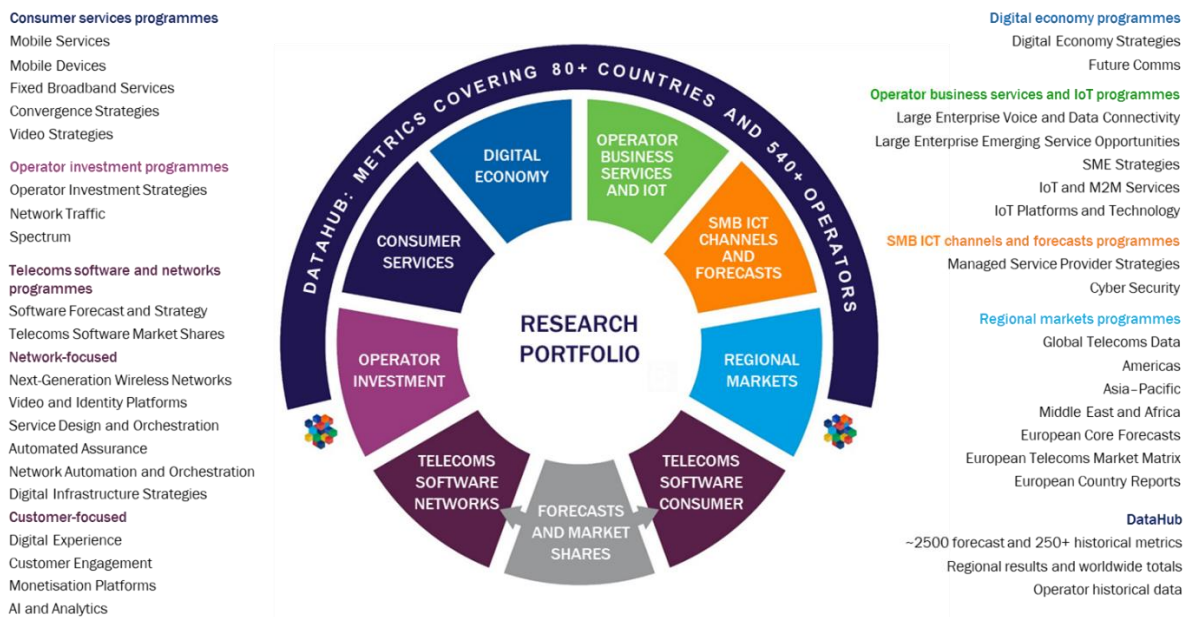 Consumer services programmes
Mobile Services
Mobile Devices
Fixed Broadband Services
Convergence Strategies
Video Strategies
Operator investment programmes
Operator Investment Strategies
Network Traffic
Spectrum
Telecoms software and networks
programmes
Software Forecast and Strategy
Telecoms Software Market Shares
Network-focused
Next-Generation Wireless Networks
Video and Identity Platforms
Service Design and Orchestration
Automated Assurance
Network Automation and Orchestration
Digital Infrastructure Strategies
Customer-focused
Digital Experience
Customer Engagement
Monetisation Platforms
AI and Analytics
DATAHUB: METRICS COVERING 80+ COUNTRIES AND 540+ OPERATORS
DIGITAL
ECONOMY
OPERATOR
BUSINESS
SERVICES
AND IOT
CONSUMER
SERVICES
SMB ICT
CHANNELS
AND
FORECASTS
RESEARCH
PORTFOLIO
OPERATOR
INVESTMENT
REGIONAL
MARKETS
TELECOMS
SOFTWARE
NETWORKS
FORECASTS
AND MARKET
SHARES
TELECOMS
SOFTWARE
CONSUMER
Digital economy programmes
Digital Economy Strategies
Future Comms
Operator business services and IoT programmes
Large Enterprise Voice and Data Connectivity
Large Enterprise Emerging Service Opportunities
SME Strategies
IoT and M2M Services
IoT Platforms and Technology
SMB ICT channels and forecasts programmes
Managed Service Provider Strategies
Cyber Security
Regional markets programmes
Global Telecoms Data
Americas
Asia–Pacific
Middle East and Africa
European Core Forecasts
European Telecoms Market Matrix
European Country Reports
DataHub
~2500 forecast and 250+ historical metrics
Regional results and worldwide totals
Operator historical data